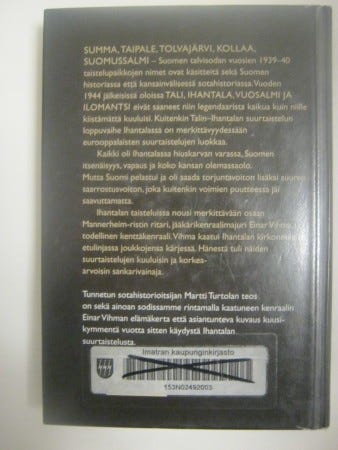 SUMMA, TAIPALE, TOLVAJÄRVI, KOLLAA,
SUOMUSSALMI – Suomen talvisodan vuosien 1939–40
taistelupaikkojen nimet ovat käsitteitä sekä Suomen
historiassa että kansainvälisessä sotahistoriassa. Vuoden
1944 jälkeisissä oloissa TALI, IHANTALA, VUOSALMI JA
ILOMANTSI eivät saaneet niin legendaarista kaikua kuin niille
kiistämättä kuuluisi. Kuitenkin Talin–Ihantalan suurtaistelun
loppuvaihe Ihantalassa on merkittävyydessään
eurooppalaisten suurtaistelujen luokkaa.
Kaikki oli Ihantalassa hiuskarvan varassa, Suomen
itsenäisyys, vapaus ja koko kansan olemassaolo.
Mutta Suomi pelastui ja oli saada torjuntavoiton lisäksi suuren
saarrostusvoiton, joka kuitenkin voimien puutteessa jäi
saavuttamatta.
Ihantalan taisteluissa nousi merkittävään osaan
Mannerheim-ristin ritari, jääkärikenraalimajuri Einar Vihma,
todellinen kenttäkenraali. Vihma kaatui Ihantalan kirkonmäen
etulinjassa joukkojensa kärjessä. Hänestä tuli näiden
suurtaistelujen kuuluisin ja korkea-
arvoisin sankarivainaja.
Tunnetun sotahistorioitsijan Martti Turtolan teos
on sekä ainoan sodissamme rintamalla kaatuneen kenraalin
Einar Vihman elämäkerta että asiantunteva kuvaus kuusi-
kymmentä vuotta sitten käydystä Ihantalan
suurtaistelusta.
Imatran kaupunginkirjasto
153N02492003